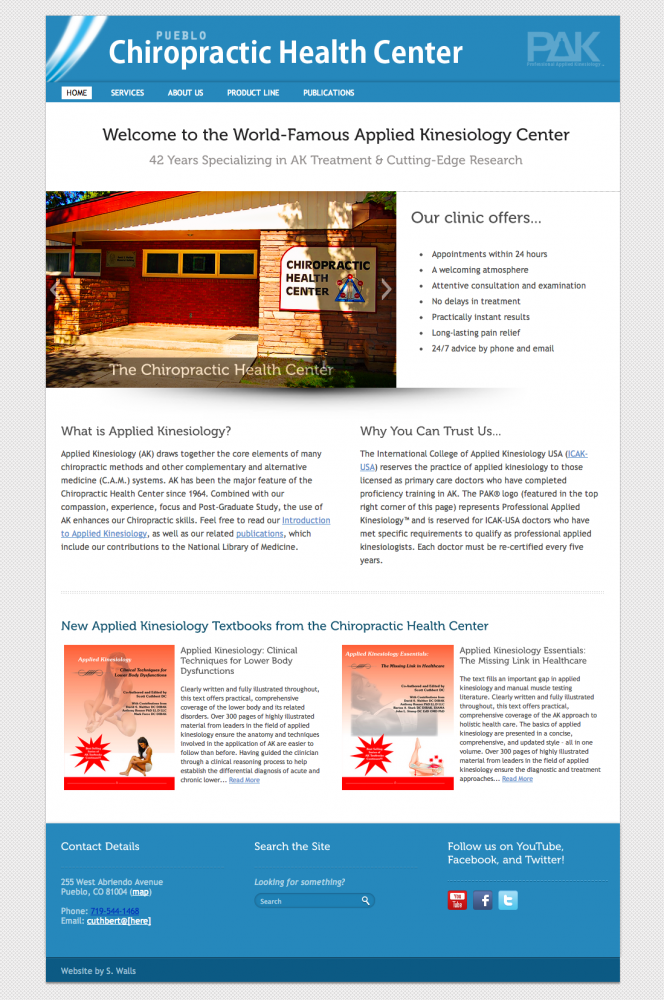 PUEBLO
Chiropractic Health Center
PAK
HOME SERVICES ABOUT US PRODUCT LINE PUBLICATIONS
Welcome to the World-Famous Applied Kinesiology Center
42 Years Specializing in AK Treatment & Cutting-Edge Research
CHIROPRACTIC
HEALTH
CENTER
The Chiropractic Health Center
Our clinic offers...
Appointments within 24 hours
A welcoming atmosphere
Attentive consultation and examination
No delays in treatment
Practically instant results
Long-lasting pain relief
24/7 advice by phone and email
What is Applied Kinesiology?
Applied Kinesiology (AK) draws together the core elements of many
chiropractic methods and other complementary and alternative
medicine (C.A.M.) systems. AK has been the major feature of the
Chiropractic Health Center since 1964. Combined with our
compassion, experience, focus and Post-Graduate Study, the use of
AK enhances our Chiropractic skills. Feel free to read our Introduction
to Applied Kinesiology, as well as our related publications, which
include our contributions to the National Library of Medicine.
Why You Can Trust Us...
The International College of Applied Kinesiology USA (ICAK-
USA) reserves the practice of applied kinesiology to those
licensed as primary care doctors who have completed
proficiency training in AK. The PAK® logo (featured in the top
right corner of this page) represents Professional Applied
Kinesiology™ and is reserved for ICAK-USA doctors who have
met specific requirements to qualify as professional applied
kinesiologists. Each doctor must be re-certified every five
years.
New Applied Kinesiology Textbooks from the Chiropractic Health Center
Applied Kinesiology
Clinical Techniques for
Lower Body Dysfunctions
Co-Authored and Edited by
Scott Cuthbert DC
Applied Kinesiology: Clinical
Techniques for Lower Body
Dysfunctions
Clearly written and fully illustrated throughout,
this text offers practical, comprehensive
coverage of the lower body and its related
disorders. Over 300 pages of highly illustrated
material from leaders in the field of applied
kinesiology ensure the anatomy and techniques
involved in the application of AK are easier to
follow than before. Having guided the clinician
through a clinical reasoning process to help
establish the differential diagnosis of acute and
chronic lower... Read More
Applied Kinesiology Essentials:
The Missing Link in Healthcare
Co-Authored and Edited by
Scott Cuthbert DC
Applied Kinesiology Essentials:
The Missing Link in Healthcare
The text fills an important gap in applied
kinesiology and manual muscle testing
literature. Clearly written and fully illustrated
throughout, this text offers practical,
comprehensive coverage of the AK approach to
holistic health care. The basics of applied
kinesiology are presented in a concise,
comprehensive, and updated style - all in one
volume. Over 300 pages of highly illustrated
material from leaders in the field of applied
kinesiology ensure the diagnostic and treatment
approaches... Read More
Contact Details
255 West Abriendo Avenue
Pueblo, CO 81004 (map)
Phone: 719-544-1468
Email: cuthbert@[here]
Search the Site
Looking for something?
Search
Follow us on YouTube,
Facebook, and Twitter!
You
Tube
f
t
Website by S. Walls